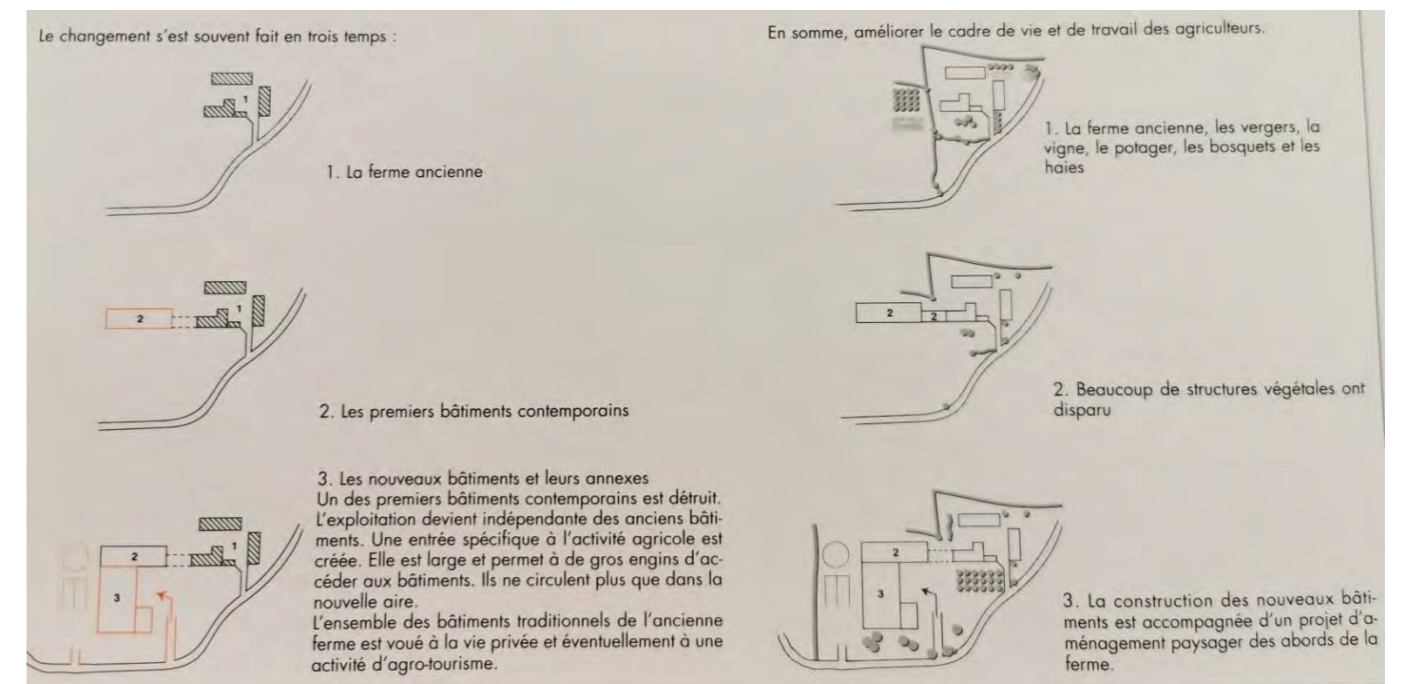 Le changement s'est souvent fait en trois temps :
1
1. La ferme ancienne
2
1
2. Les premiers bâtiments contemporains
3. Les nouveaux bâtiments et leurs annexes
Un des premiers bâtiments contemporains est détruit.
L'exploitation devient indépendante des anciens bâti-
ments. Une entrée spécifique à l'activité agricole est
créée. Elle est large et permet à de gros engins d'ac-
céder aux bâtiments. Ils ne circulent plus que dans la
nouvelle aire.
L'ensemble des bâtiments traditionnels de l'ancienne
ferme est voué à la vie privée et éventuellement à une
activité d'agro-tourisme.
2
1
3
En somme, améliorer le cadre de vie et de travail des agriculteurs.
1. La ferme ancienne, les vergers, la
vigne, le potager, les bosquets et les
haies
2
2
2. Beaucoup de structures végétales ont
disparu
2
3
3. La construction des nouveaux bâti-
ments est accompagnée d'un projet d'a-
ménagement paysager des abords de la
ferme.